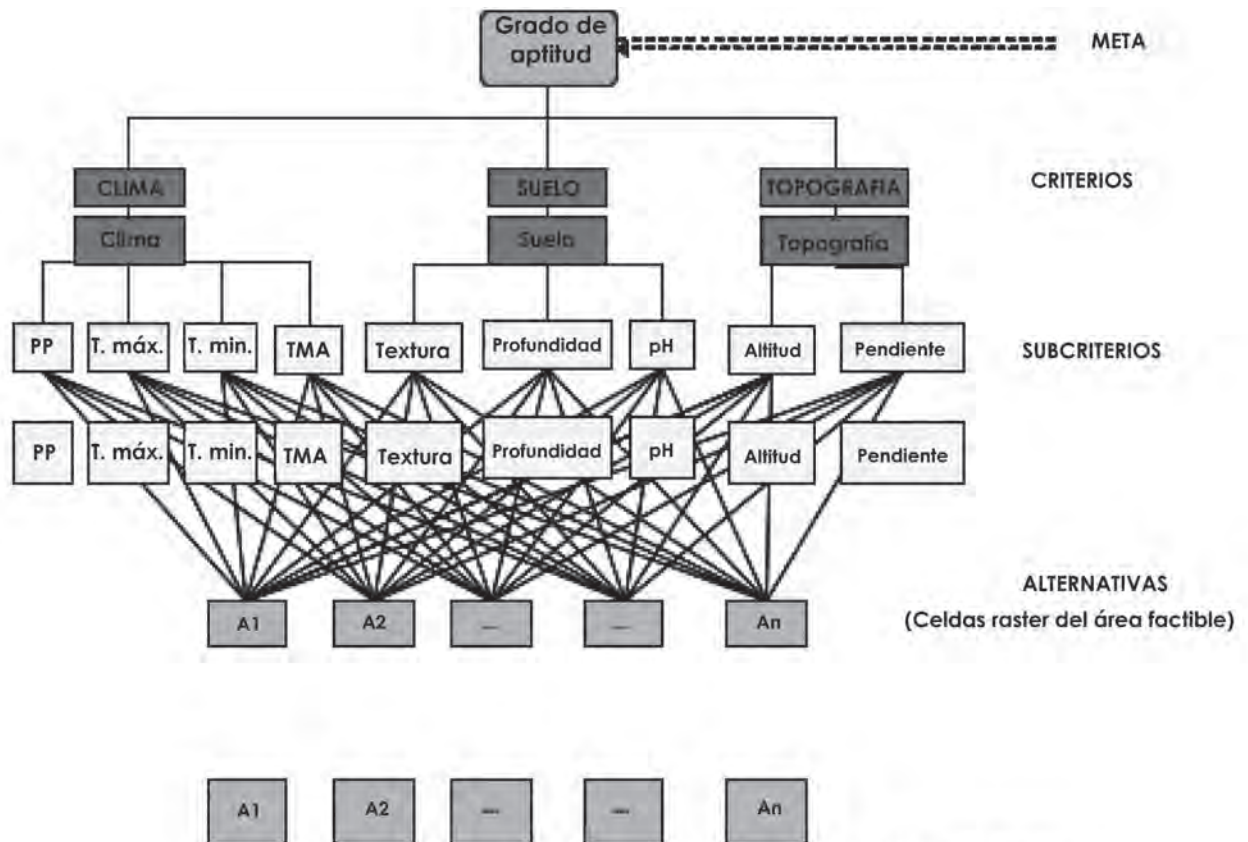 Grado de
aptitud
META
CLIMA
SUELO
TOPOGRAFIA
CRITERIOS
Clima
Suelo
Topografía
PP
T. máx.
T. min.
TMA
Textura
Profundidad
pH
Altitud
Pendiente
SUBCRITERIOS
PP
T. máx.
T. min.
TMA
Textura
Profundidad
pH
Altitud
Pendiente
ALTERNATIVAS
(Celdas raster del área factible)
A1
A2
...
...
An
A1
A2
...
...
An